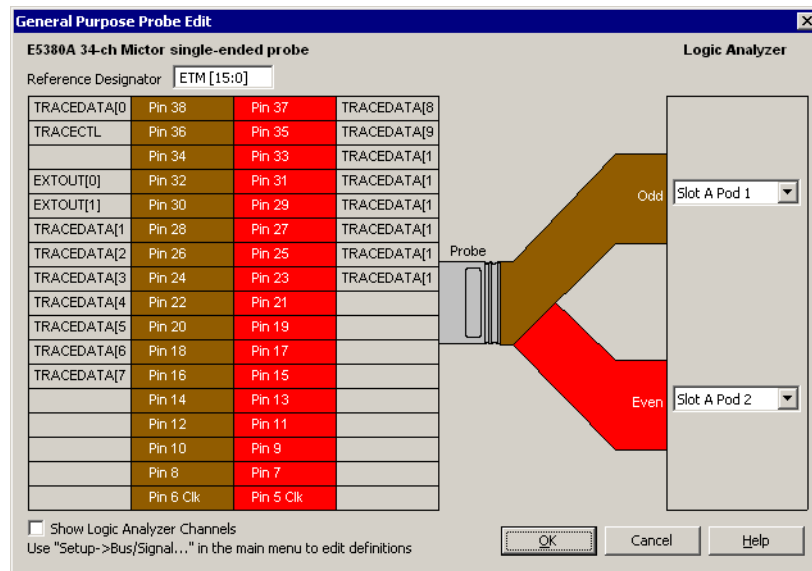 General Purpose Probe Edit
E5380A 34-ch Mictor single-ended probe Logic Analyzer
Reference Designator ETM [15:0]
TRACEDATA[0 Pin 38 Pin 37 TRACEDATA[8
TRACECTL Pin 36 Pin 35 TRACEDATA[9
Pin 34 Pin 33 TRACEDATA[1
EXTOUT[0] Pin 32 Pin 31 TRACEDATA[1
Odd Slot A Pod 1
EXTOUT[1] Pin 30 Pin 29 TRACEDATA[1
TRACEDATA[1 Pin 28 Pin 27 TRACEDATA[1
TRACEDATA[2 Pin 26 Pin 25 TRACEDATA[1
Probe
TRACEDATA[3 Pin 24 Pin 23 TRACEDATA[1
TRACEDATA[4 Pin 22 Pin 21
TRACEDATA[5 Pin 20 Pin 19
TRACEDATA[6 Pin 18 Pin 17
TRACEDATA[7 Pin 16 Pin 15
Pin 14 Pin 13
Even Slot A Pod 2
Pin 12 Pin 11
Pin 10 Pin 9
Pin 8 Pin 7
Pin 6 Clk Pin 5 Clk
Show Logic Analyzer Channels
Use "Setup->Bus/Signal..." in the main menu to edit definitions
OK Cancel Help